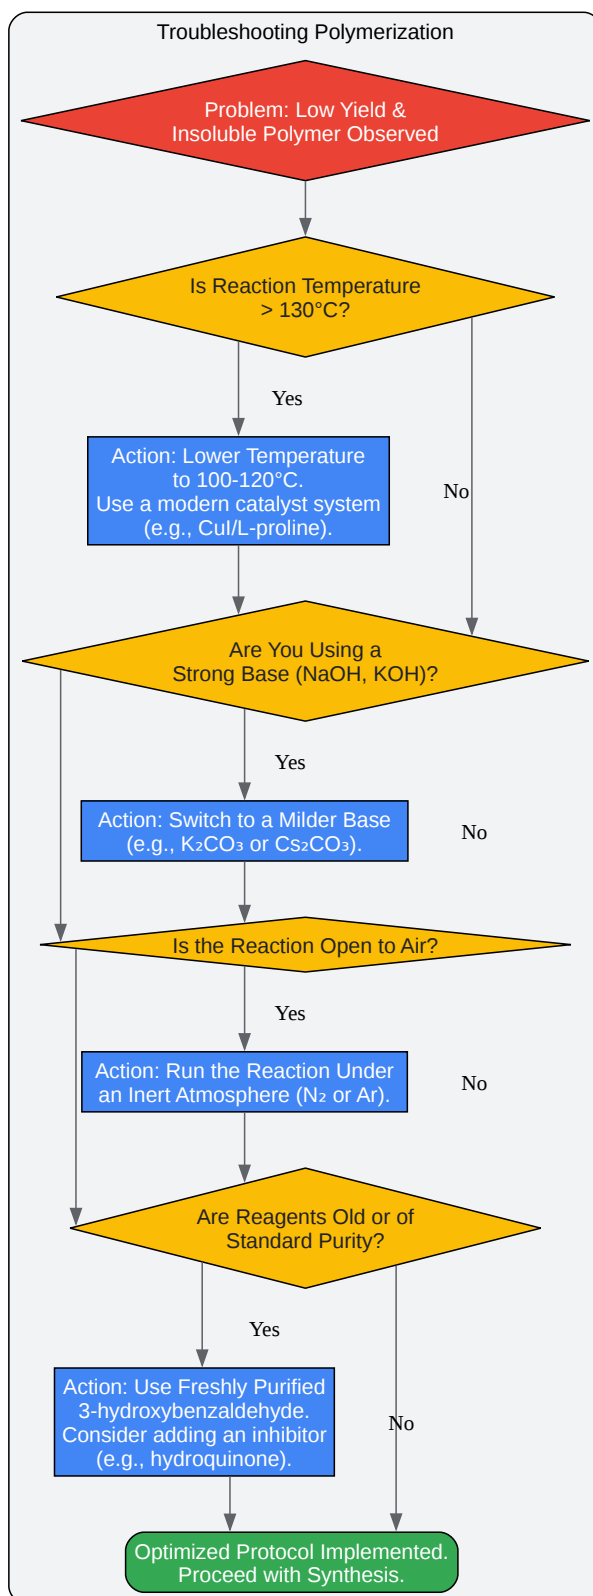 Troubleshooting Polymerization
Problem: Low Yield &
Insoluble Polymer Observed
Is Reaction Temperature
> 130°C?
Yes
Action: Lower Temperature
to 100-120°C.
Use a modern catalyst system
(e.g., CuI/L-proline).
No
Are You Using a
Strong Base (NaOH, KOH)?
Yes
Action: Switch to a Milder Base
(e.g., K₂CO₃ or Cs₂CO₃).
No
Is the Reaction Open to Air?
Yes
Action: Run the Reaction Under
an Inert Atmosphere (N₂ or Ar).
No
Are Reagents Old or of
Standard Purity?
Yes
Action: Use Freshly Purified
3-hydroxybenzaldehyde.
Consider adding an inhibitor
(e.g., hydroquinone).
No
Optimized Protocol Implemented.
Proceed with Synthesis.